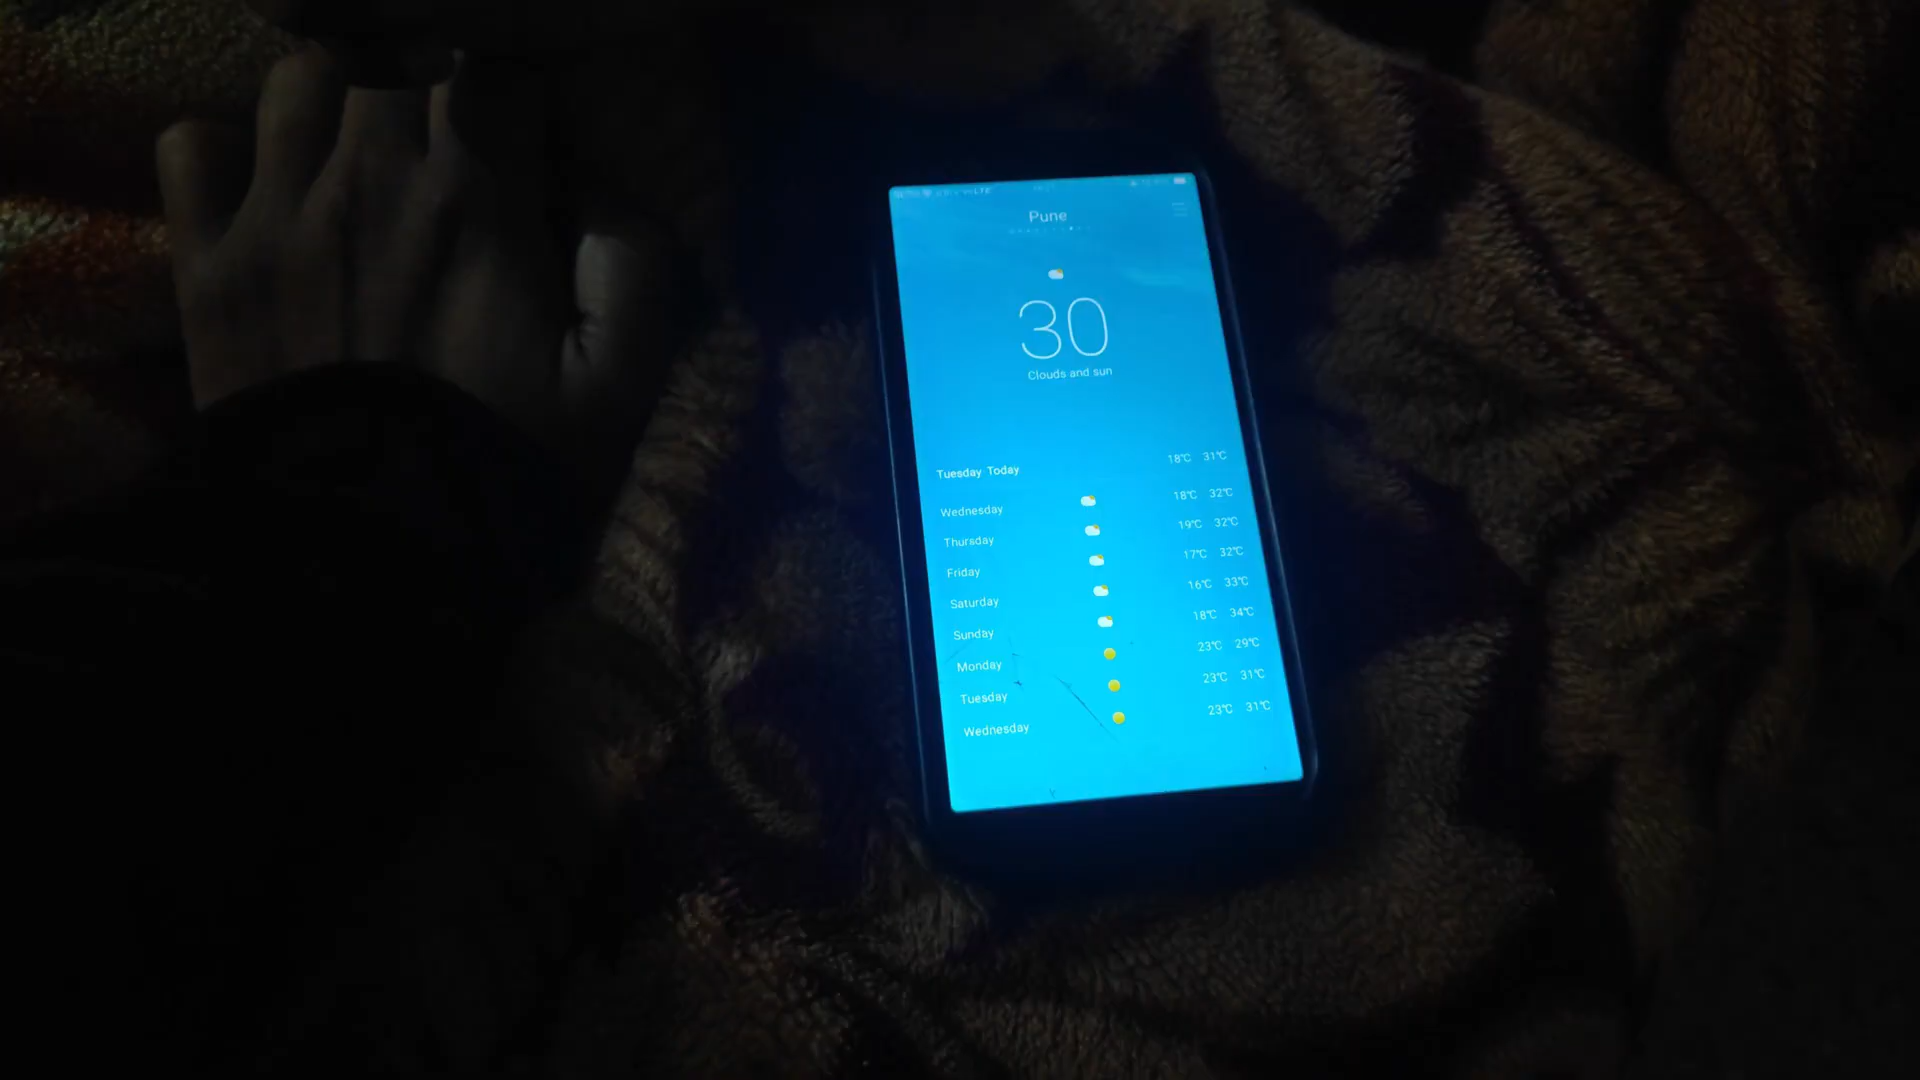 LTE
Pune
30
Clouds and sun
Tuesday Today 18℃ 31℃
Wednesday 18℃ 32℃
Thursday 19℃ 32℃
Friday 17℃ 32℃
Saturday 16℃ 33℃
Sunday 18℃ 34℃
Monday 23℃ 29℃
Tuesday 23℃ 31℃
Wednesday 23℃ 31℃